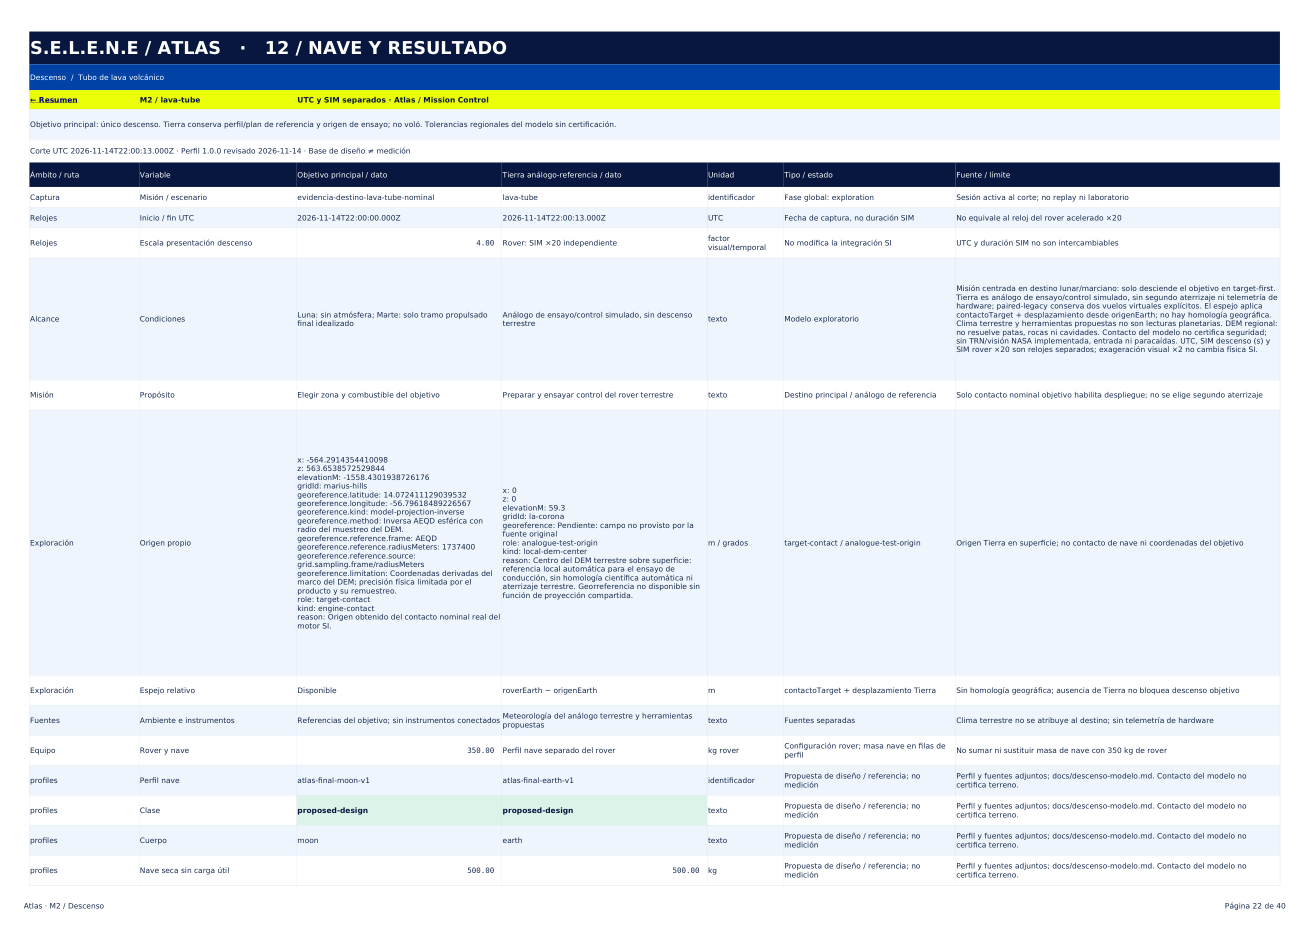 S.E.L.E.N.E / ATLAS · 12 / NAVE Y RESULTADO
Descenso / Tubo de lava volcánico
← Resumen M2 / lava-tube UTC y SIM separados · Atlas / Mission Control
Objetivo principal: único descenso. Tierra conserva perfil/plan de referencia y origen de ensayo; no voló. Tolerancias regionales del modelo sin certificación.
Corte UTC 2026-11-14T22:00:13.000Z · Perfil 1.0.0 revisado 2026-11-14 · Base de diseño ≠ medición
Ámbito / ruta Variable Objetivo principal / dato Tierra análogo-referencia / dato Unidad Tipo / estado Fuente / límite
Captura Misión / escenario evidencia-destino-lava-tube-nominal lava-tube identificador Fase global: exploration Sesión activa al corte; no replay ni laboratorio
Relojes Inicio / fin UTC 2026-11-14T22:00:00.000Z 2026-11-14T22:00:13.000Z UTC Fecha de captura, no duración SIM No equivale al reloj del rover acelerado ×20
Relojes Escala presentación descenso 4.00 Rover: SIM ×20 independiente factor
visual/temporal No modifica la integración SI UTC y duración SIM no son intercambiables
Alcance Condiciones Luna: sin atmósfera; Marte: solo tramo propulsado
final idealizado Análogo de ensayo/control simulado, sin descenso
terrestre texto Modelo exploratorio Misión centrada en destino lunar/marciano: solo desciende el objetivo en target-first.
Tierra es análogo de ensayo/control simulado, sin segundo aterrizaje ni telemetría de
hardware; paired-legacy conserva dos vuelos virtuales explícitos. El espejo aplica
contactoTarget + desplazamiento desde origenEarth; no hay homología geográfica.
Clima terrestre y herramientas propuestas no son lecturas planetarias. DEM regional:
no resuelve patas, rocas ni cavidades. Contacto del modelo no certifica seguridad;
sin TRN/visión NASA implementada, entrada ni paracaídas. UTC, SIM descenso (s) y
SIM rover ×20 son relojes separados; exageración visual ×2 no cambia física SI.
Misión Propósito Elegir zona y combustible del objetivo Preparar y ensayar control del rover terrestre texto Destino principal / análogo de referencia Solo contacto nominal objetivo habilita despliegue; no se elige segundo aterrizaje
Exploración Origen propio x: -564.2914354410098
z: 563.6538572529844
elevationM: -1558.4301938726176
gridId: marius-hills
georeference.latitude: 14.072411129039532
georeference.longitude: -56.79618489226567
georeference.kind: model-projection-inverse
georeference.method: Inversa AEQD esférica con
radio del muestreo del DEM.
georeference.reference.frame: AEQD
georeference.reference.radiusMeters: 1737400
georeference.reference.source:
grid.sampling.frame/radiusMeters
georeference.limitation: Coordenadas derivadas del
marco del DEM; precisión física limitada por el
producto y su remuestreo.
role: target-contact
kind: engine-contact
reason: Origen obtenido del contacto nominal real del
motor SI.
x: 0
z: 0
elevationM: 59.3
gridId: la-corona
georeference: Pendiente: campo no provisto por la
fuente original
role: analogue-test-origin
kind: local-dem-center
reason: Centro del DEM terrestre sobre superficie:
referencia local automática para el ensayo de
conducción, sin homología científica automática ni
aterrizaje terrestre. Georreferencia no disponible sin
función de proyección compartida.
m / grados target-contact / analogue-test-origin Origen Tierra en superficie; no contacto de nave ni coordenadas del objetivo
Exploración Espejo relativo Disponible roverEarth − origenEarth m contactoTarget + desplazamiento Tierra Sin homología geográfica; ausencia de Tierra no bloquea descenso objetivo
Fuentes Ambiente e instrumentos Referencias del objetivo; sin instrumentos conectados Meteorología del análogo terrestre y herramientas
propuestas texto Fuentes separadas Clima terrestre no se atribuye al destino; sin telemetría de hardware
Equipo Rover y nave 350.00 Perfil nave separado del rover kg rover Configuración rover; masa nave en filas de
perfil No sumar ni sustituir masa de nave con 350 kg de rover
profiles Perfil nave atlas-final-moon-v1 atlas-final-earth-v1 identificador Propuesta de diseño / referencia; no
medición Perfil y fuentes adjuntos; docs/descenso-modelo.md. Contacto del modelo no
certifica terreno.
profiles Clase proposed-design proposed-design texto Propuesta de diseño / referencia; no
medición Perfil y fuentes adjuntos; docs/descenso-modelo.md. Contacto del modelo no
certifica terreno.
profiles Cuerpo moon earth texto Propuesta de diseño / referencia; no
medición Perfil y fuentes adjuntos; docs/descenso-modelo.md. Contacto del modelo no
certifica terreno.
profiles Nave seca sin carga útil 500.00 500.00 kg Propuesta de diseño / referencia; no
medición Perfil y fuentes adjuntos; docs/descenso-modelo.md. Contacto del modelo no
certifica terreno.
Atlas · M2 / Descenso Página 22 de 40